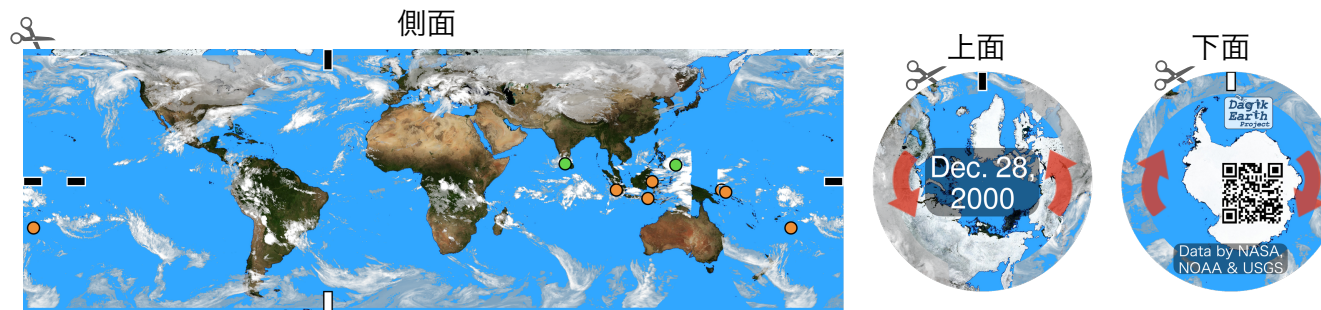 側面
上面
下面
Dec. 28,
2000
Dagik
Earth
Project
Data by NASA,
NOAA & USGS